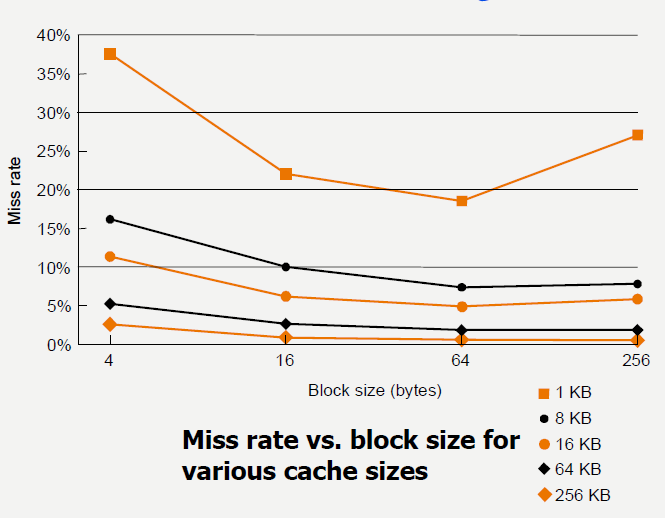 40%
35%
30%
25%
20%
15%
10%
5%
0%
Miss rate
4 16 64 256
Block size (bytes)
1 KB
8 KB
16 KB
64 KB
256 KB
Miss rate vs. block size for
various cache sizes